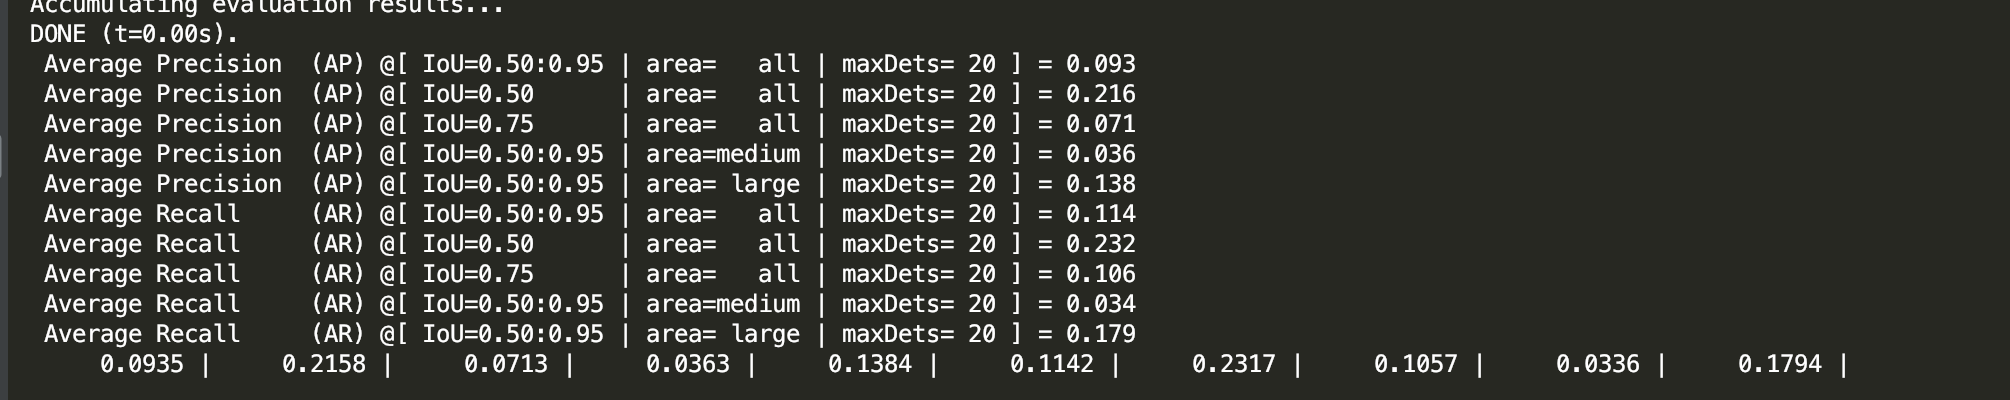 Accumulating evaluation results...
DONE (t=0.00s).
Average Precision  (AP) @[ IoU=0.50:0.95 | area=   all | maxDets= 20 ] = 0.093
Average Precision  (AP) @[ IoU=0.50      | area=   all | maxDets= 20 ] = 0.216
Average Precision  (AP) @[ IoU=0.75      | area=   all | maxDets= 20 ] = 0.071
Average Precision  (AP) @[ IoU=0.50:0.95 | area=medium | maxDets= 20 ] = 0.036
Average Precision  (AP) @[ IoU=0.50:0.95 | area= large | maxDets= 20 ] = 0.138
Average Recall     (AR) @[ IoU=0.50:0.95 | area=   all | maxDets= 20 ] = 0.114
Average Recall     (AR) @[ IoU=0.50      | area=   all | maxDets= 20 ] = 0.232
Average Recall     (AR) @[ IoU=0.75      | area=   all | maxDets= 20 ] = 0.106
Average Recall     (AR) @[ IoU=0.50:0.95 | area=medium | maxDets= 20 ] = 0.034
Average Recall     (AR) @[ IoU=0.50:0.95 | area= large | maxDets= 20 ] = 0.179
0.0935 |     0.2158 |     0.0713 |     0.0363 |     0.1384 |     0.1142 |     0.2317 |     0.1057 |     0.0336 |     0.1794 |